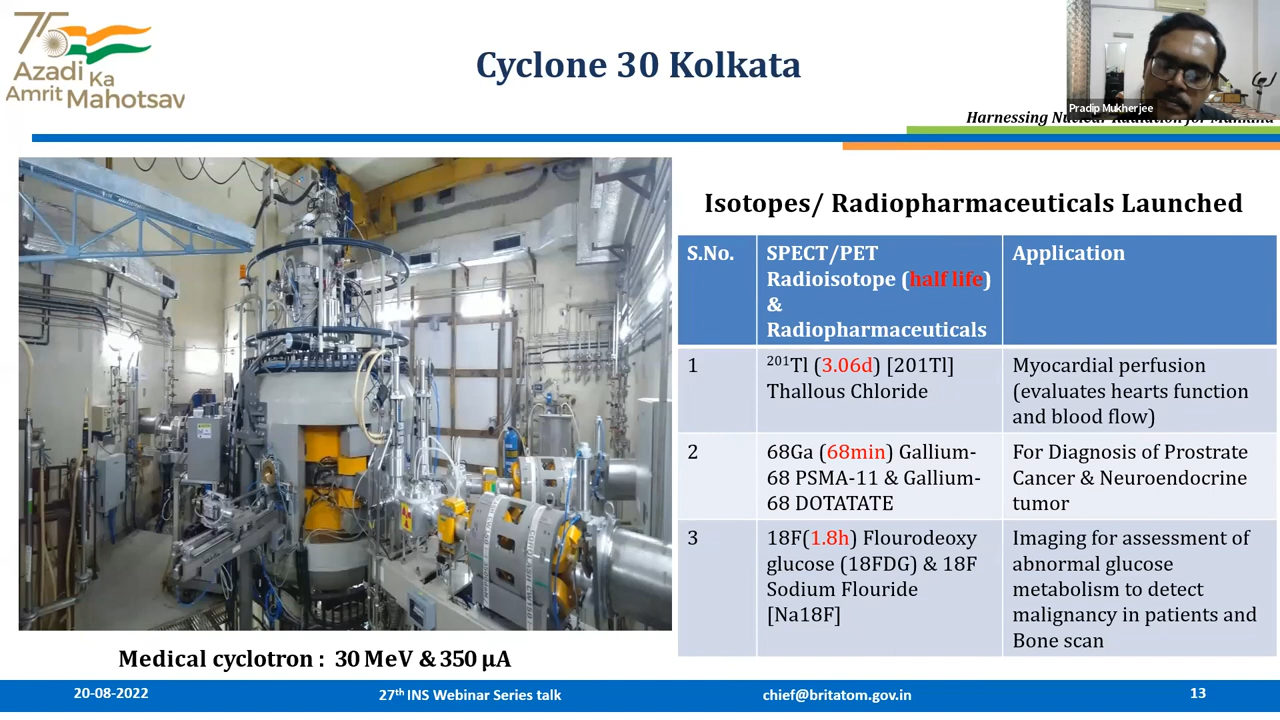 75
Azadi
Ka
Amrit Mahotsav
Cyclone 30 Kolkata
Pradip Mukherjee
Harnessing Nuclear Radiation for Mankind
Isotopes/ Radiopharmaceuticals Launched
S.No.
SPECT/PET
Radioisotope (half life)
&
Radiopharmaceuticals
Application
1
²⁰¹Tl (3.06d) [201Tl]
Thallous Chloride
Myocardial perfusion
(evaluates hearts function
and blood flow)
2
68Ga (68min) Gallium-
68 PSMA-11 & Gallium-
68 DOTATATE
For Diagnosis of Prostrate
Cancer & Neuroendocrine
tumor
3
18F(1.8h) Flourodeoxy
glucose (18FDG) & 18F
Sodium Flouride
[Na18F]
Imaging for assessment of
abnormal glucose
metabolism to detect
malignancy in patients and
Bone scan
Medical cyclotron : 30 MeV & 350 µA
20-08-2022
27th INS Webinar Series talk
chief@britatom.gov.in
13